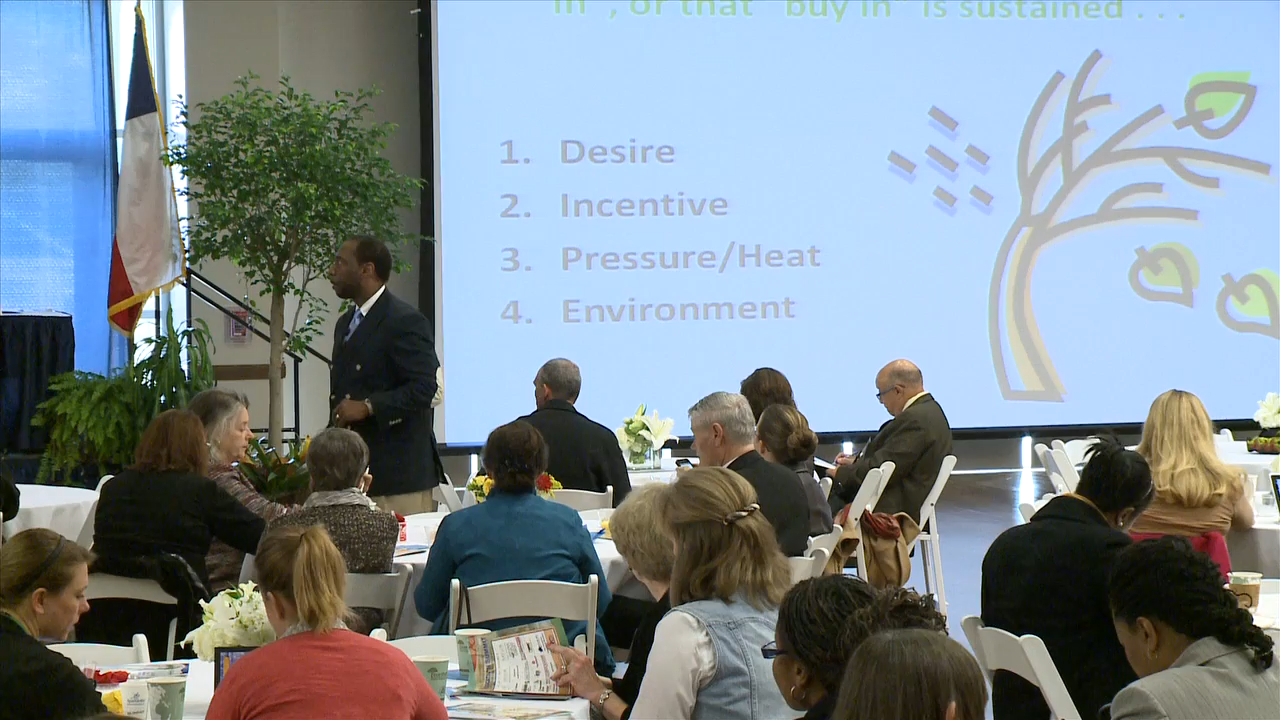 in", or that "buy in" is sustained . . .
1. Desire
2. Incentive
3. Pressure/Heat
4. Environment